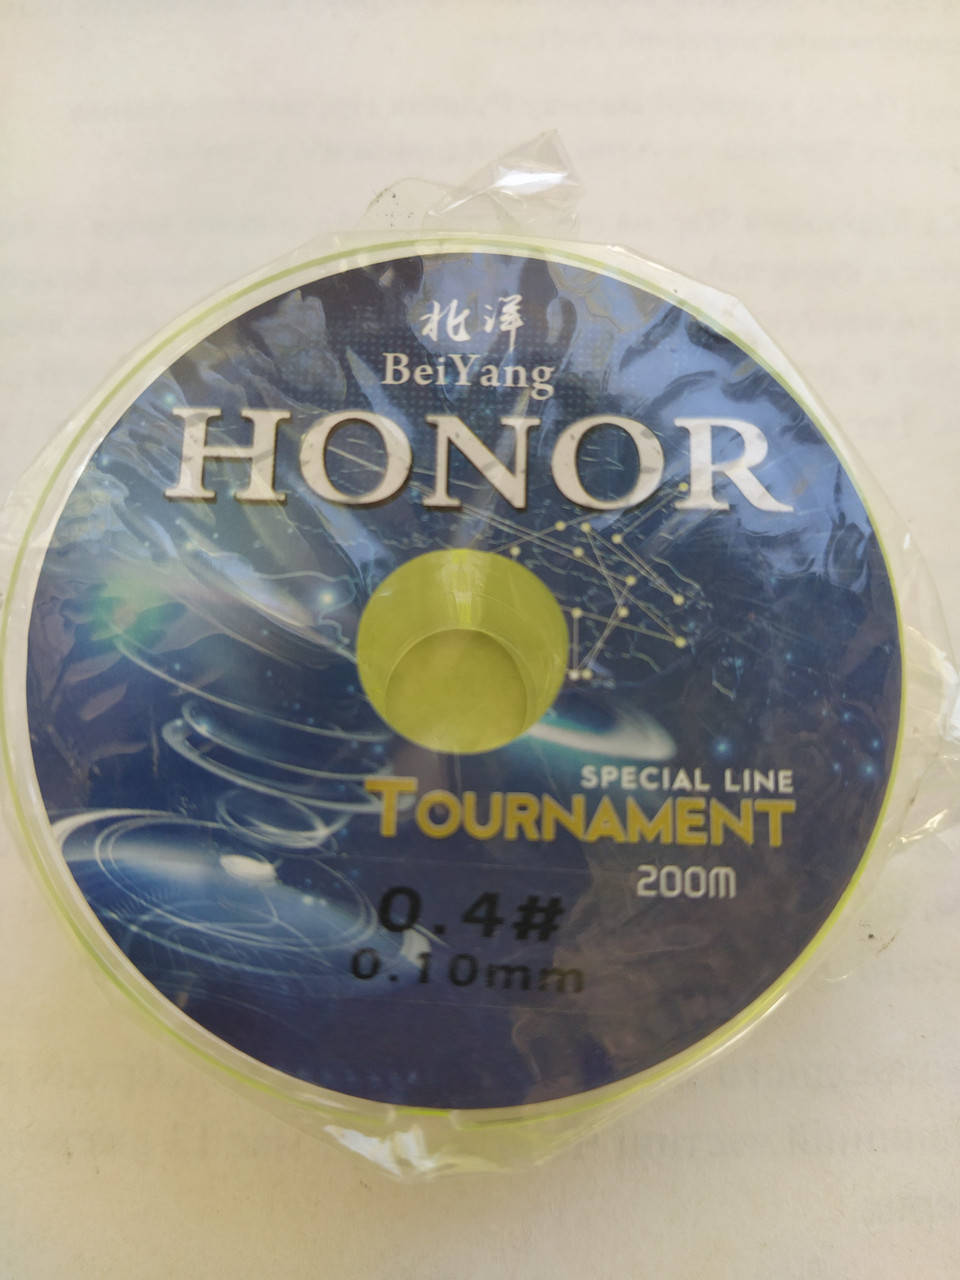 北洋
BeiYang
HONOR
SPECIAL LINE
TOURNAMENT
200M
0.4#
0.10mm